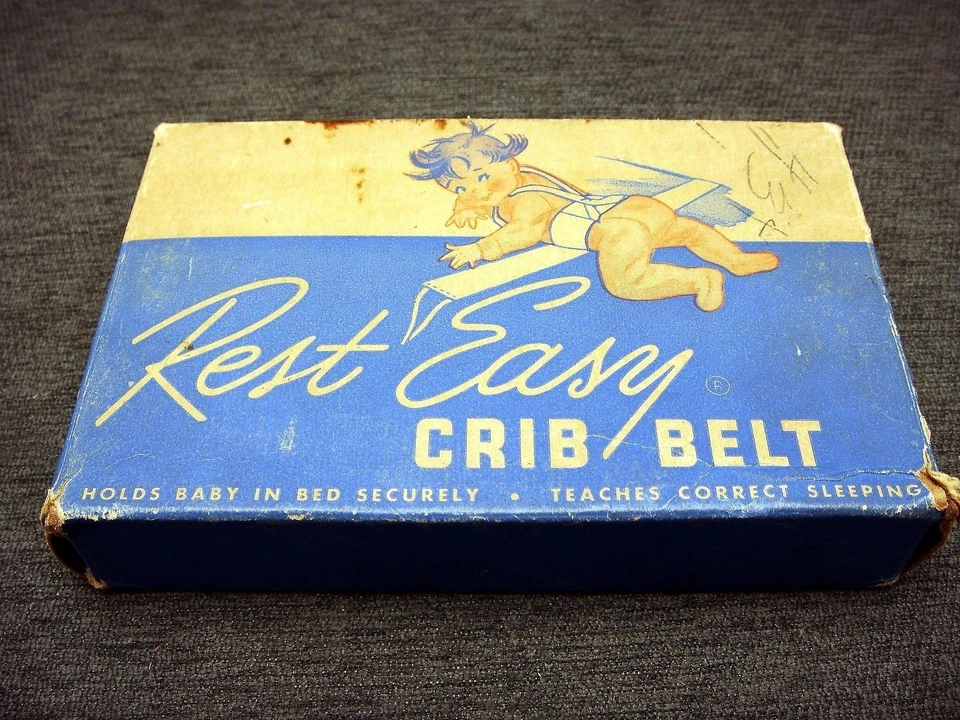 Rest Easy ®
CRIB BELT
HOLDS BABY IN BED SECURELY • TEACHES CORRECT SLEEPING